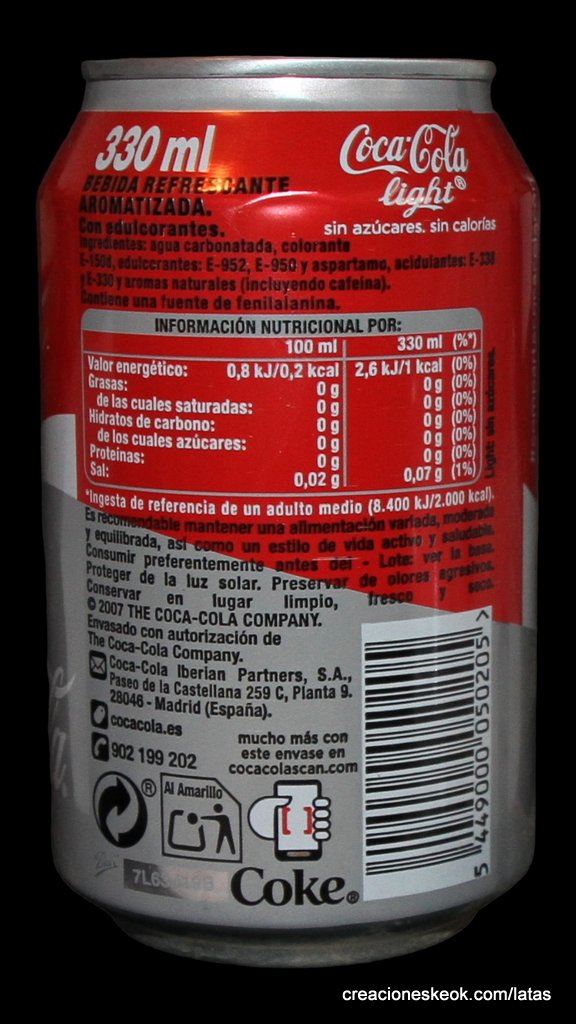 330 ml
Coca-Cola
light®
sin azúcares. sin calorías
BEBIDA REFRESCANTE
AROMATIZADA.
Con edulcorantes.
Ingredientes: agua carbonatada, colorante
E-150d, edulcorantes: E-952, E-950 y aspartamo, acidulantes: E-338
y E-330 y aromas naturales (incluyendo cafeína).
Contiene una fuente de fenilalanina.
INFORMACIÓN NUTRICIONAL POR:
100 ml 330 ml (%*)
Valor energético: 0,8 kJ/0,2 kcal 2,6 kJ/1 kcal (0%)
Grasas: 0 g 0 g (0%)
de las cuales saturadas: 0 g 0 g (0%)
Hidratos de carbono: 0 g 0 g (0%)
de los cuales azúcares: 0 g 0 g (0%)
Proteínas: 0 g 0 g (0%)
Sal: 0,02 g 0,07 g (1%)
*Ingesta de referencia de un adulto medio (8.400 kJ/2.000 kcal).
Light: sin azúcares.
Es recomendable mantener una alimentación variada, moderada
y equilibrada, así como un estilo de vida activo y saludable.
Consumir preferentemente antes del - Lote: ver la base.
Proteger de la luz solar. Preservar de olores agresivos.
Conservar en lugar limpio, fresco y seco.
© 2007 THE COCA-COLA COMPANY.
Envasado con autorización de
The Coca-Cola Company.
Coca-Cola Iberian Partners, S.A.,
Paseo de la Castellana 259 C, Planta 9.
28046 - Madrid (España).
cocacola.es
902 199 202
mucho más con
este envase en
cocacolascan.com
®
Al Amarillo
Coke®
5 449000 050205 >
creacioneskeok.com/latas